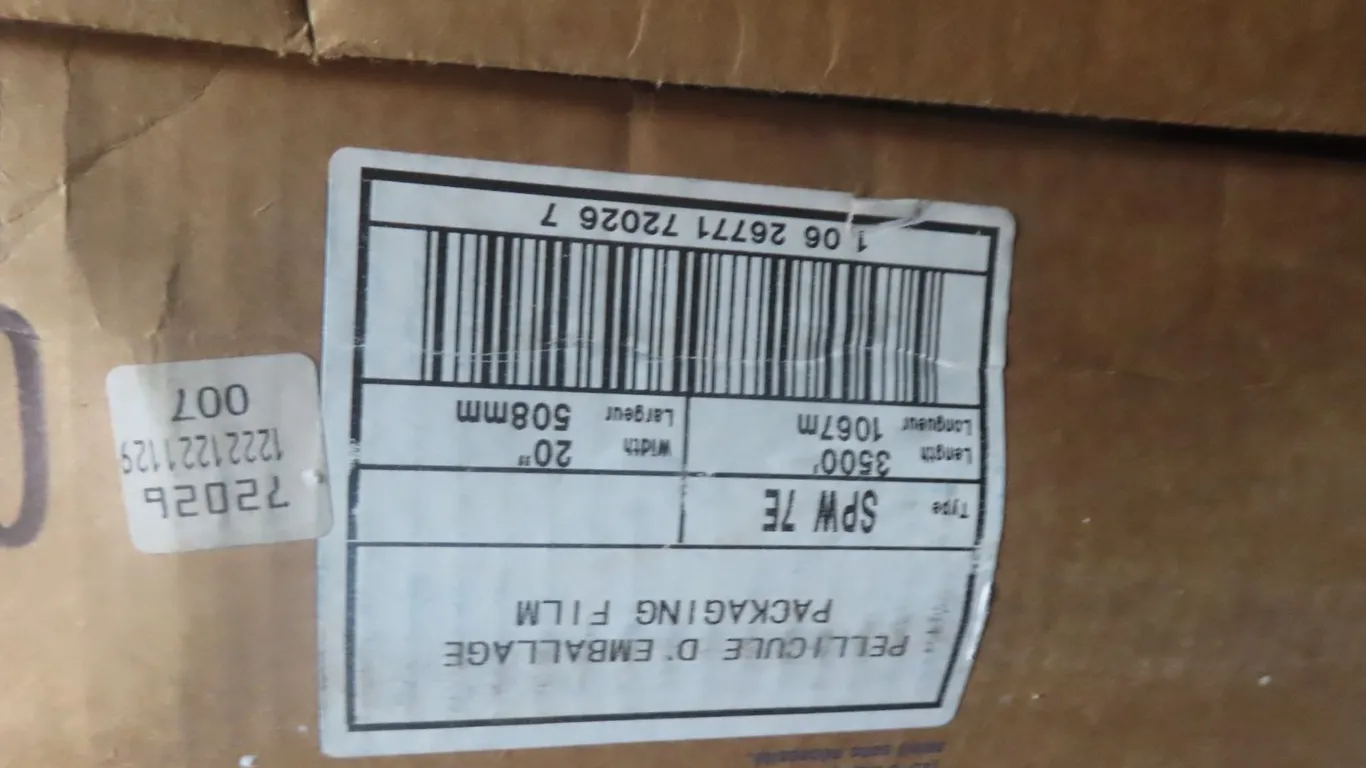 PELLICULE D'EMBALLAGE
PACKAGING FILM
Type SPW 7E
Length 3500' Width 20"
Longueur 1067m Largeur 508mm
1 06 26771 72026 7
72026
12221221129
007